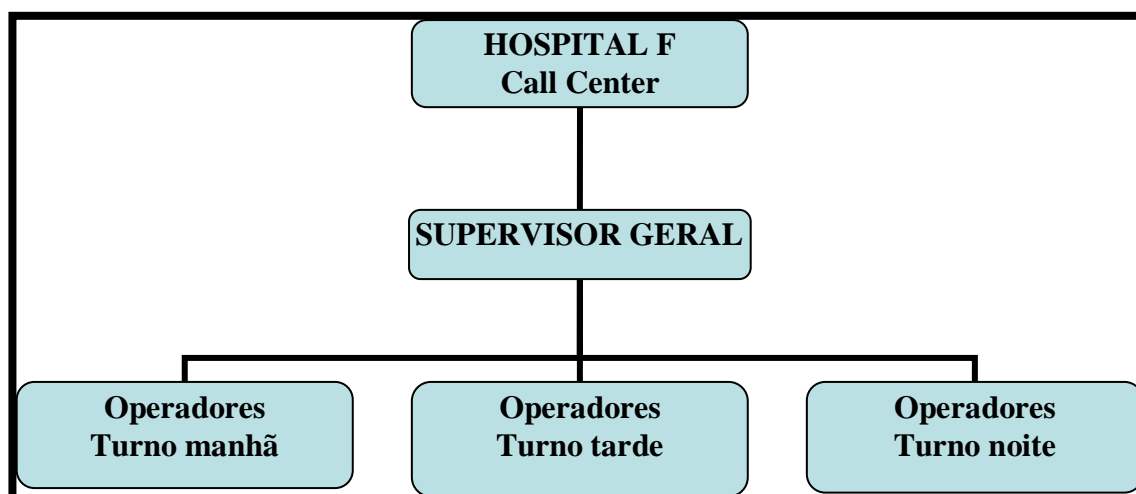 HOSPITAL F
Call Center
SUPERVISOR GERAL
Operadores
Turno manhã
Operadores
Turno tarde
Operadores
Turno noite